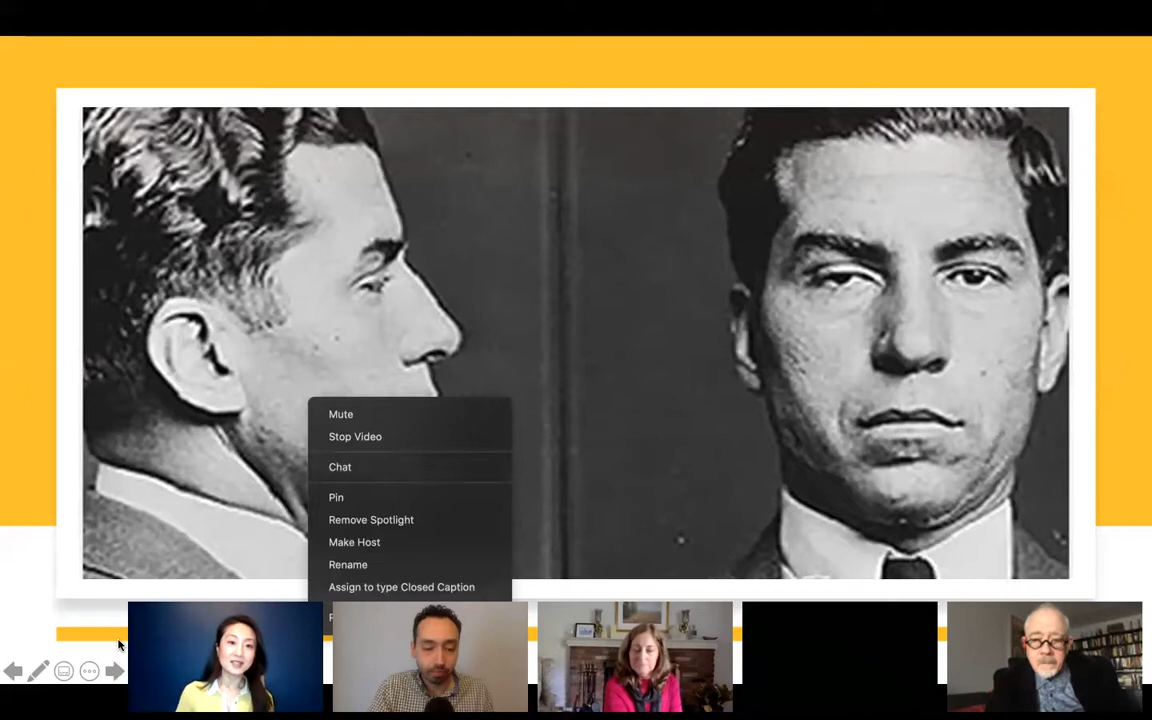 Mute
Stop Video
Chat
Pin
Remove Spotlight
Make Host
Rename
Assign to type Closed Caption